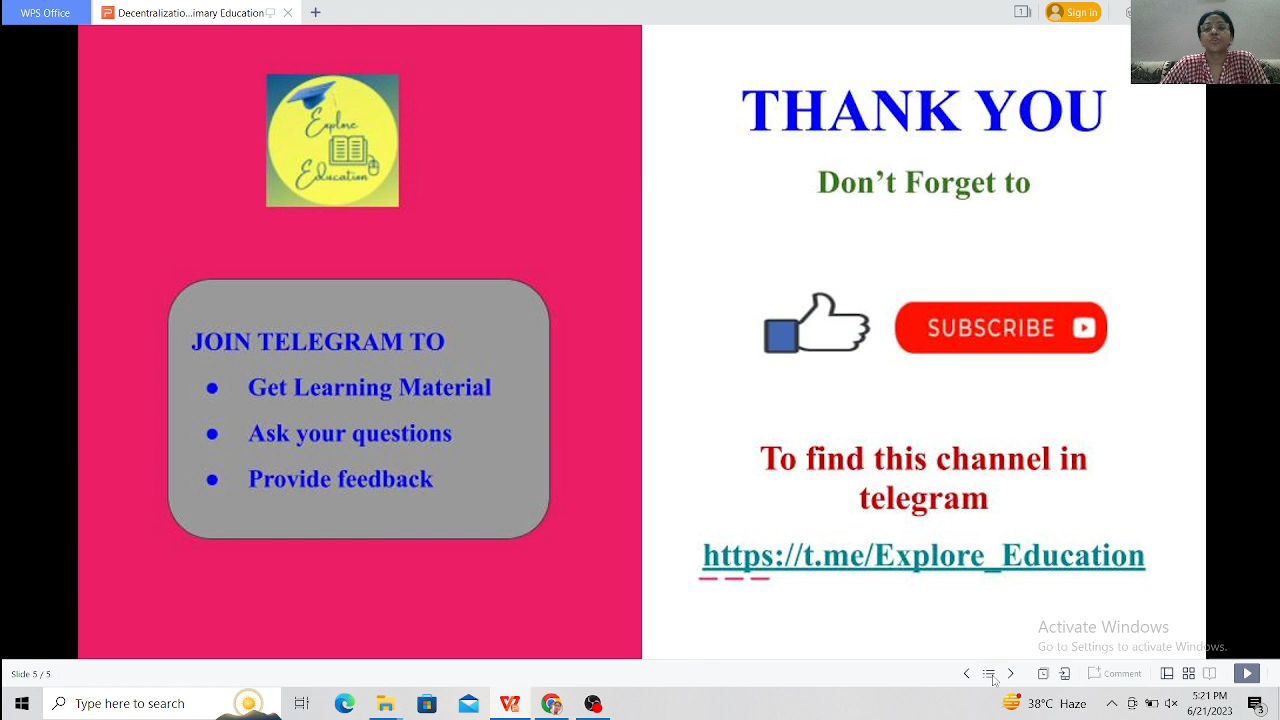 WPS Office
Decentralizatio...imary Education
1
Sign in
Explore
Education
THANK YOU
Don’t Forget to
SUBSCRIBE
JOIN TELEGRAM TO
● Get Learning Material
● Ask your questions
● Provide feedback
To find this channel in
telegram
https://t.me/Explore_Education
Activate Windows
Go to Settings to activate Windows.
Slide 5 / 5
Comment
Type here to search
38°C Haze
5:21 PM
6/21/2023